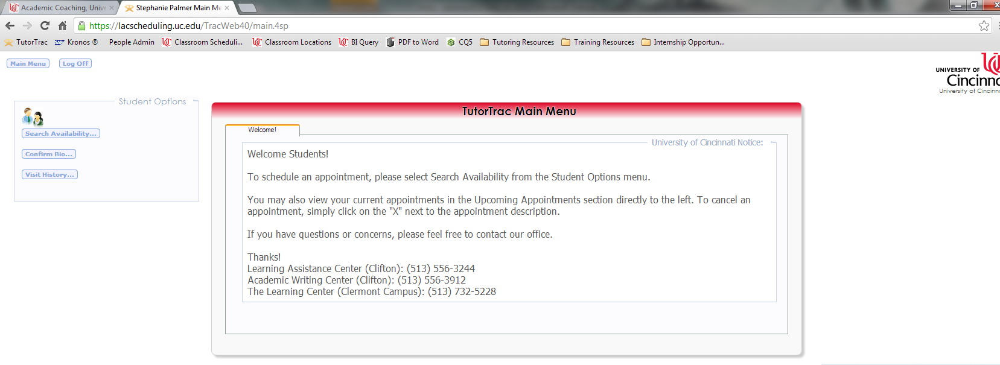 Academic Coaching, Unive
Stephanie Palmer Main Me
https://lacscheduling.uc.edu/TracWeb40/main.4sp
TutorTrac Kronos ® People Admin Classroom Scheduli... Classroom Locations BI Query PDF to Word CQ5 Tutoring Resources Training Resources Internship Opportun...
Main Menu Log Off
UNIVERSITY OF
Cincinna
University of Cincinn
Student Options
Search Availability...
Confirm Bio...
Visit History...
TutorTrac Main Menu
Welcome!
University of Cincinnati Notice:
Welcome Students!
To schedule an appointment, please select Search Availability from the Student Options menu.
You may also view your current appointments in the Upcoming Appointments section directly to the left. To cancel an
appointment, simply click on the "X" next to the appointment description.
If you have questions or concerns, please feel free to contact our office.
Thanks!
Learning Assistance Center (Clifton): (513) 556-3244
Academic Writing Center (Clifton): (513) 556-3912
The Learning Center (Clermont Campus): (513) 732-5228